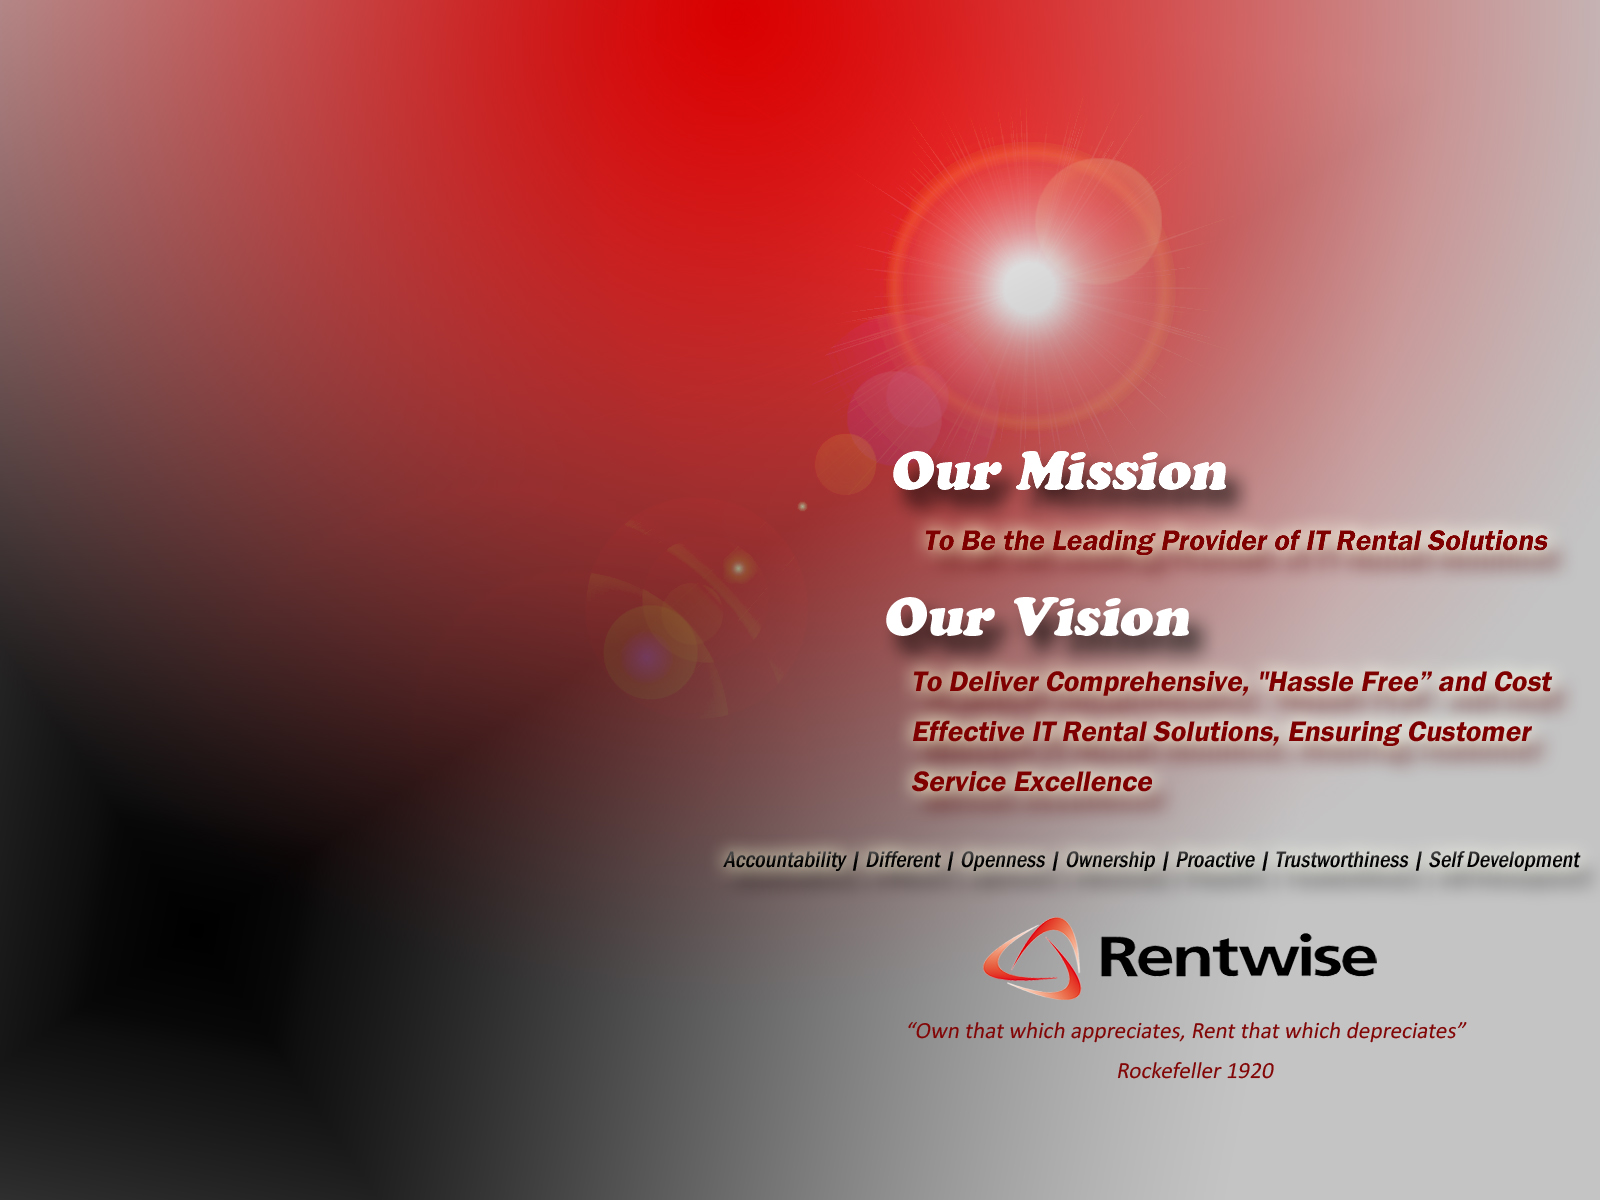 Our Mission
To Be the Leading Provider of IT Rental Solutions
Our Vision
To Deliver Comprehensive, "Hassle Free” and Cost
Effective IT Rental Solutions, Ensuring Customer
Service Excellence
Accountability | Different | Openness | Ownership | Proactive | Trustworthiness | Self Development
Rentwise
“Own that which appreciates, Rent that which depreciates”
Rockefeller 1920